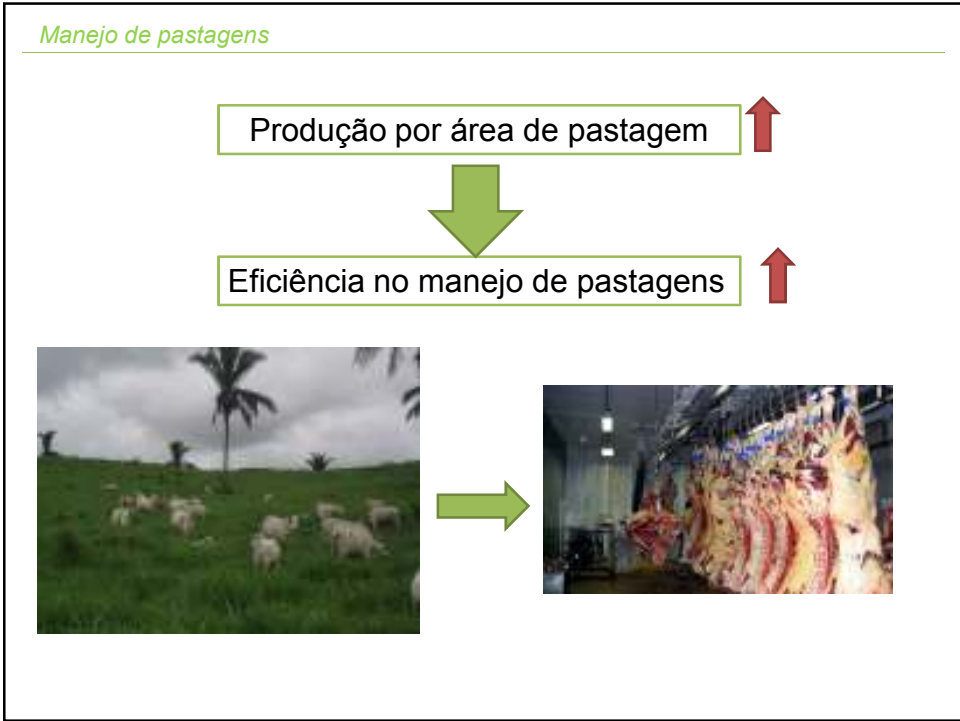 Manejo de pastagens
Produção por área de pastagem
Eficiência no manejo de pastagens